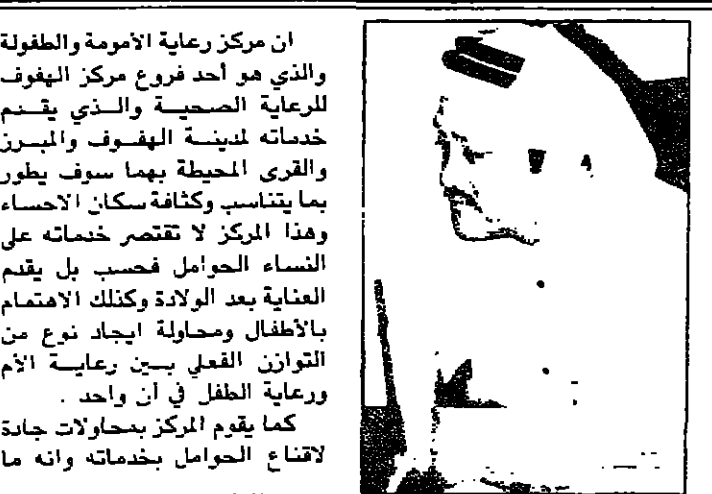 ان مركز رعاية الأمومة والطفولة
والذي هو أحد فروع مركز الهفوف
للرعاية الصحية والذي يقدم
خدماته لمدينة الهفوف والمبرز
والقرى المحيطة بهما سوف يطور
بما يتناسب وكثافة سكان الاحساء
وهذا المركز لا تقتصر خدماته على
النساء الحوامل فحسب بل يقدم
العناية بعد الولادة وكذلك الاهتمام
بالأطفال ومحاولة ايجاد نوع من
التوازن الفعلي بين رعاية الأم
ورعاية الطفل في آن واحد .
كما يقوم المركز بمحاولات جادة
لاقناع الحوامل بخدماته وانه ما